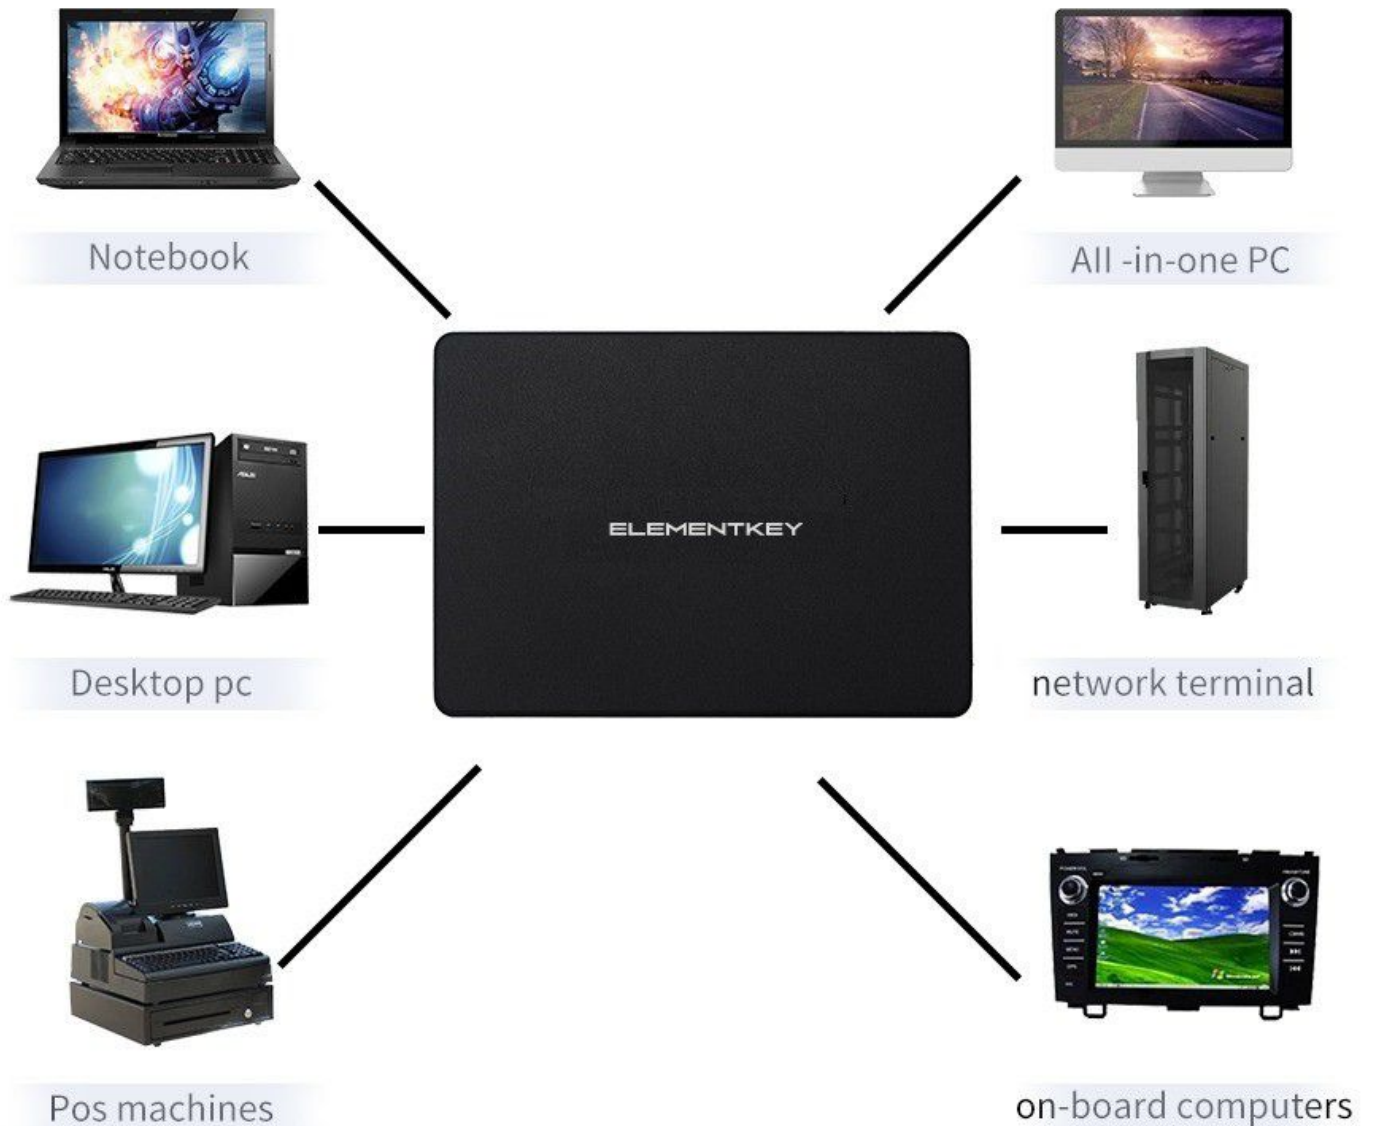 Notebook
All -in-one PC
ELEMENTKEY
Desktop pc
network terminal
Pos machines
on-board computers